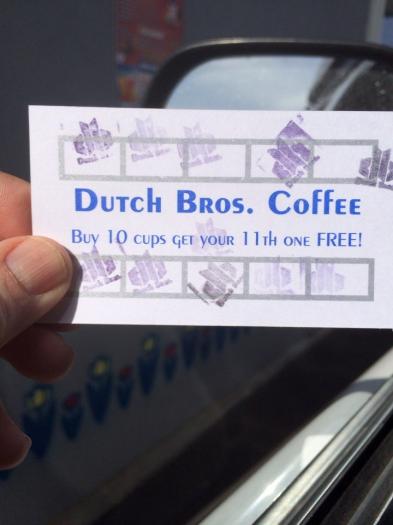 Dutch Bros. Coffee
Buy 10 cups get your 11th one FREE!